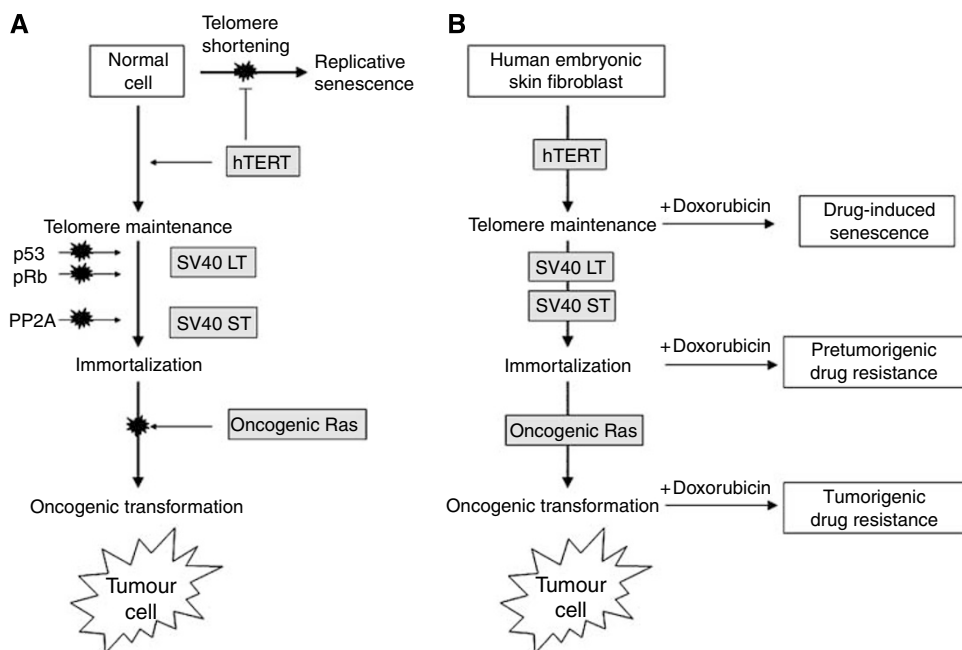 A
Telomere
shortening
Normal
cell
Replicative
senescence
hTERT
Telomere maintenance
p53
pRb
SV40 LT
PP2A
SV40 ST
Immortalization
Oncogenic Ras
Oncogenic transformation
Tumour
cell
B
Human embryonic
skin fibroblast
hTERT
Telomere maintenance
+Doxorubicin
Drug-induced
senescence
SV40 LT
SV40 ST
Immortalization
+Doxorubicin
Pretumorigenic
drug resistance
Oncogenic Ras
Oncogenic transformation
+Doxorubicin
Tumorigenic
drug resistance
Tumour
cell